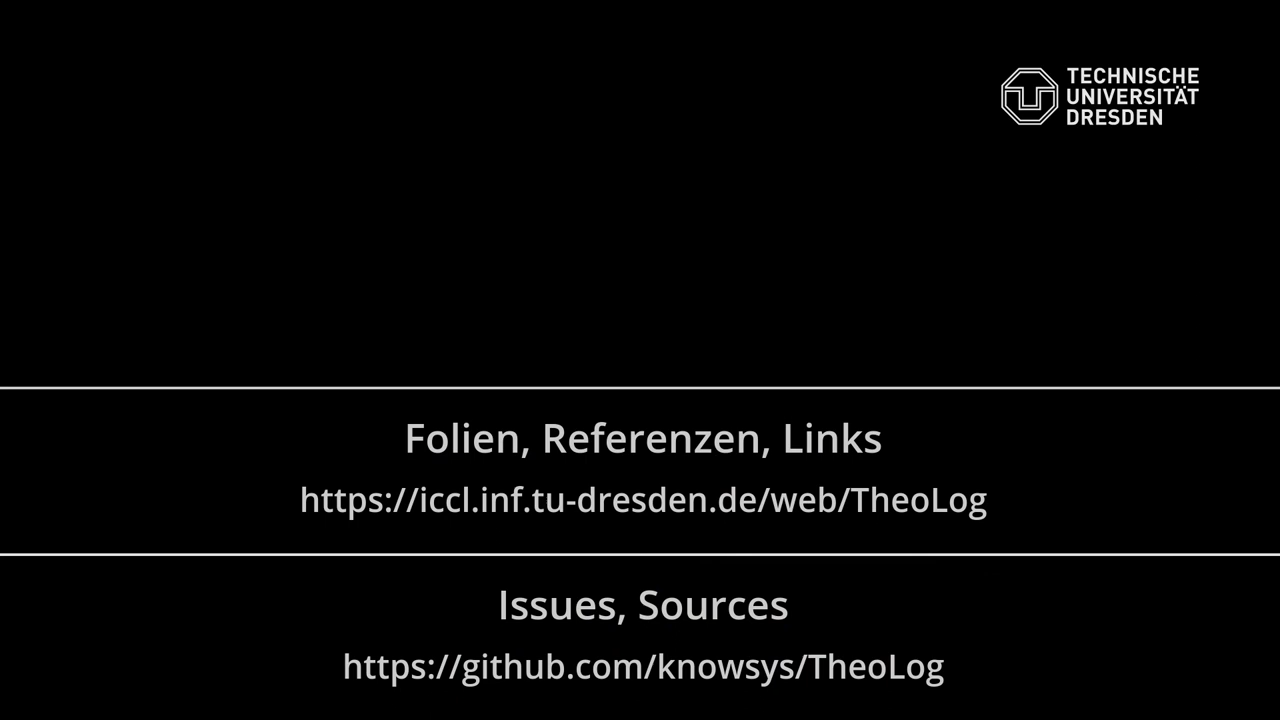 TECHNISCHE
UNIVERSITÄT
DRESDEN
Folien, Referenzen, Links
https://iccl.inf.tu-dresden.de/web/TheoLog
Issues, Sources
https://github.com/knowsys/TheoLog